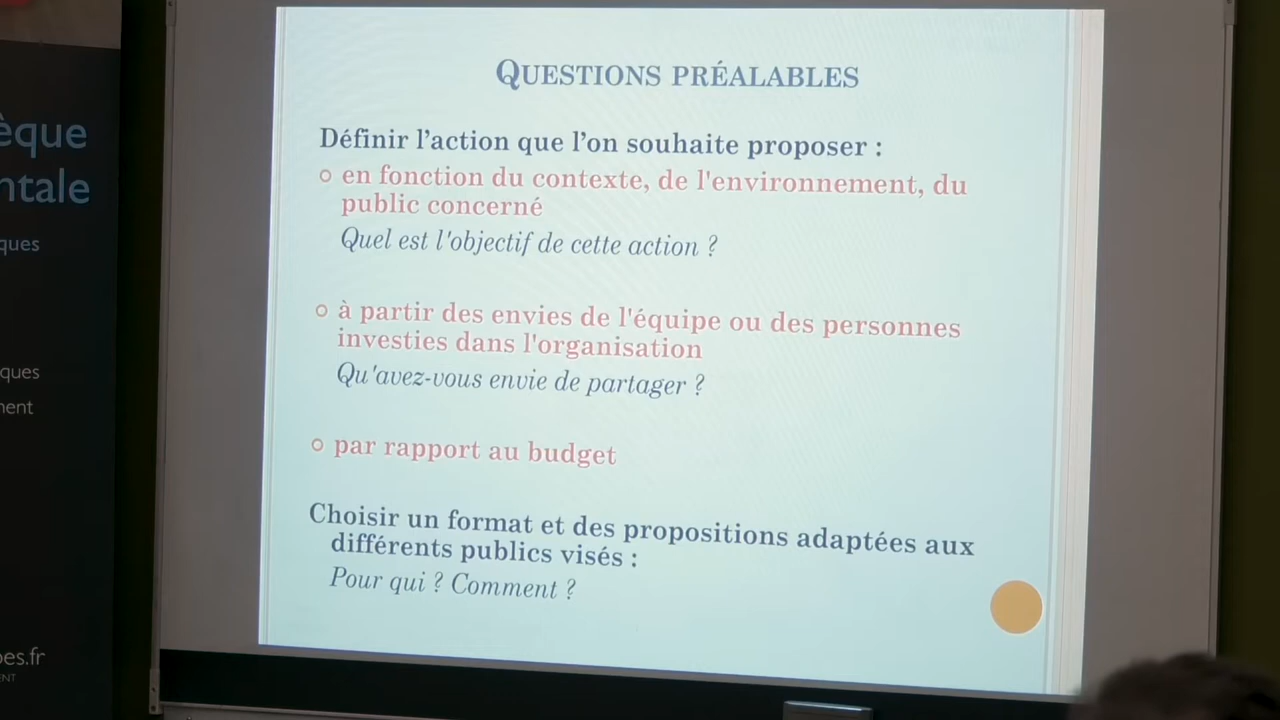 QUESTIONS PRÉALABLES
Définir l'action que l'on souhaite proposer :
en fonction du contexte, de l'environnement, du
public concerné
Quel est l'objectif de cette action ?
à partir des envies de l'équipe ou des personnes
investies dans l'organisation
Qu'avez-vous envie de partager ?
par rapport au budget
Choisir un format et des propositions adaptées aux
différents publics visés :
Pour qui ? Comment ?
èque
ntale
ques
ques
ment
es.fr
ENT